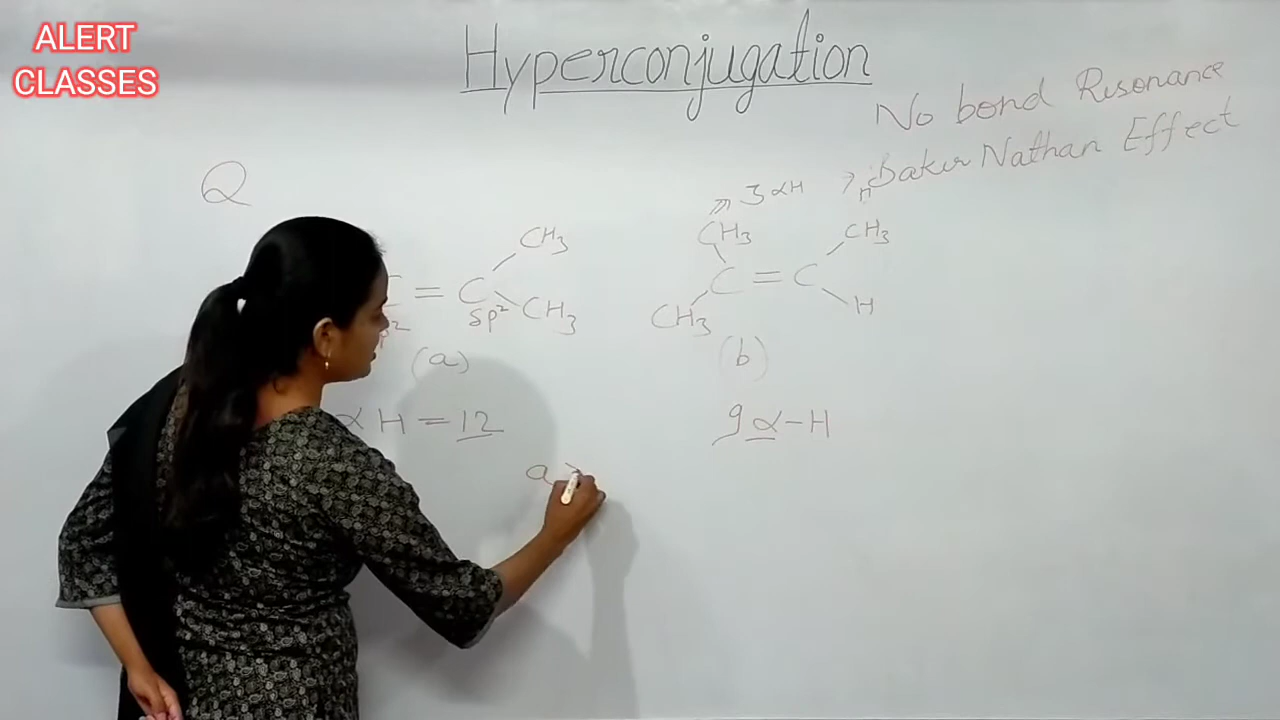 ALERT
CLASSES
Hyperconjugation
No bond Resonance
Baker Nathan Effect
Q
CH3
C = C
sp2
CH3
(a)
α H = 12
3 αH
CH3
CH3
C = C
CH3
H
(b)
9 α-H
a >